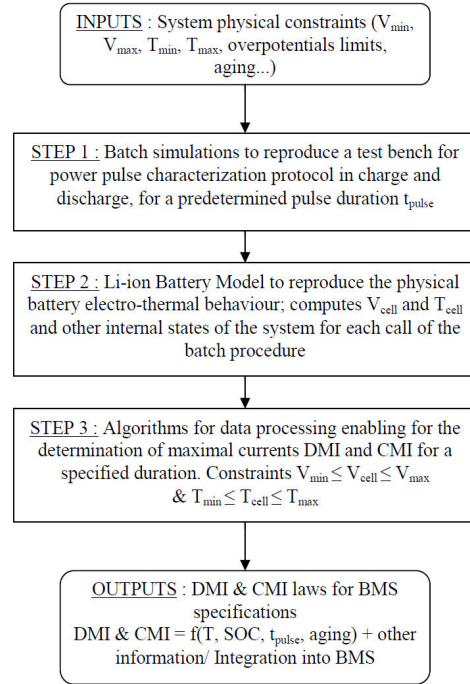 INPUTS : System physical constraints (Vmin,
Vmax, Tmin, Tmax, overpotentials limits,
aging...)
STEP 1 : Batch simulations to reproduce a test bench for
power pulse characterization protocol in charge and
discharge, for a predetermined pulse duration tpulse
STEP 2 : Li-ion Battery Model to reproduce the physical
battery electro-thermal behaviour; computes Vcell and Tcell
and other internal states of the system for each call of the
batch procedure
STEP 3 : Algorithms for data processing enabling for the
determination of maximal currents DMI and CMI for a
specified duration. Constraints Vmin ≤ Vcell ≤ Vmax
& Tmin ≤ Tcell ≤ Tmax
OUTPUTS : DMI & CMI laws for BMS
specifications
DMI & CMI = f(T, SOC, tpulse, aging) + other
information/ Integration into BMS